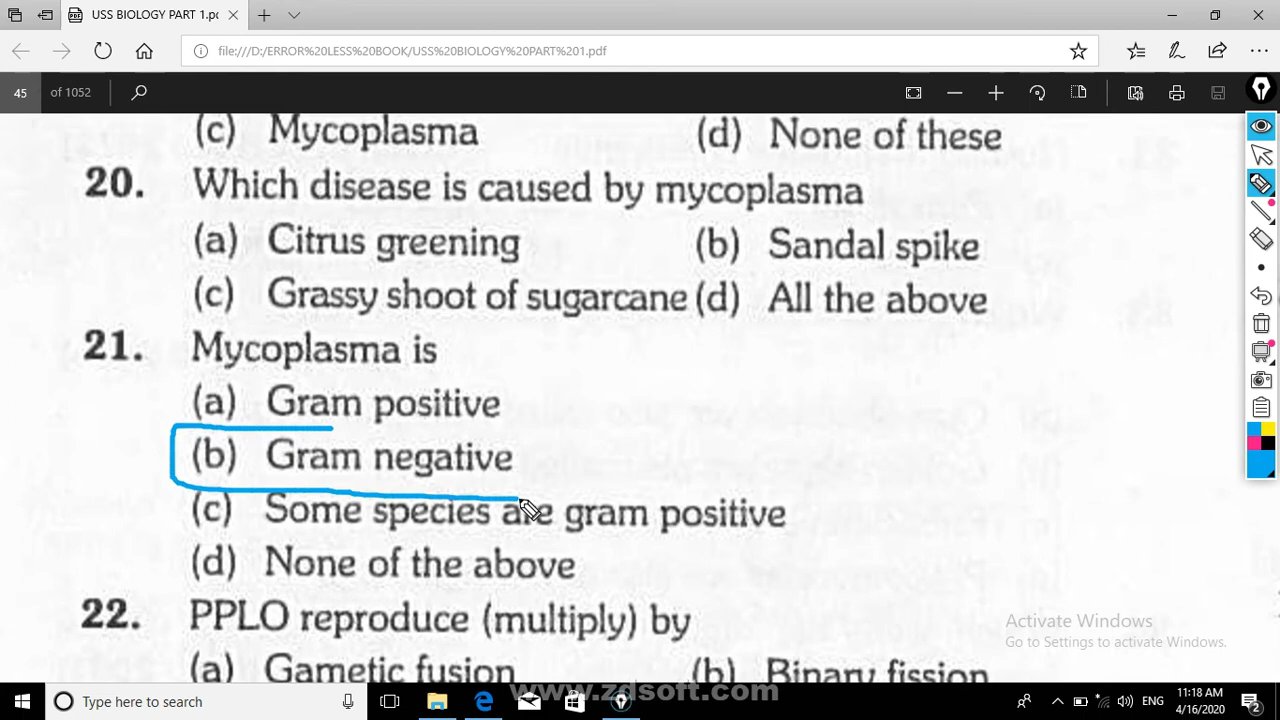 USS BIOLOGY PART 1.pc
file:///D:/ERROR%20LESS%20BOOK/USS%20BIOLOGY%20PART%201.pdf
45 of 1052
(c) Mycoplasma (d) None of these
20. Which disease is caused by mycoplasma
(a) Citrus greening (b) Sandal spike
(c) Grassy shoot of sugarcane (d) All the above
21. Mycoplasma is
(a) Gram positive
(b) Gram negative
(c) Some species are gram positive
(d) None of the above
22. PPLO reproduce (multiply) by
(a) Gametic fusion (b) Binary fission
Activate Windows
Go to Settings to activate Windows.
www.zdsoft.com
Type here to search
ENG
11:18 AM
4/16/2020
2